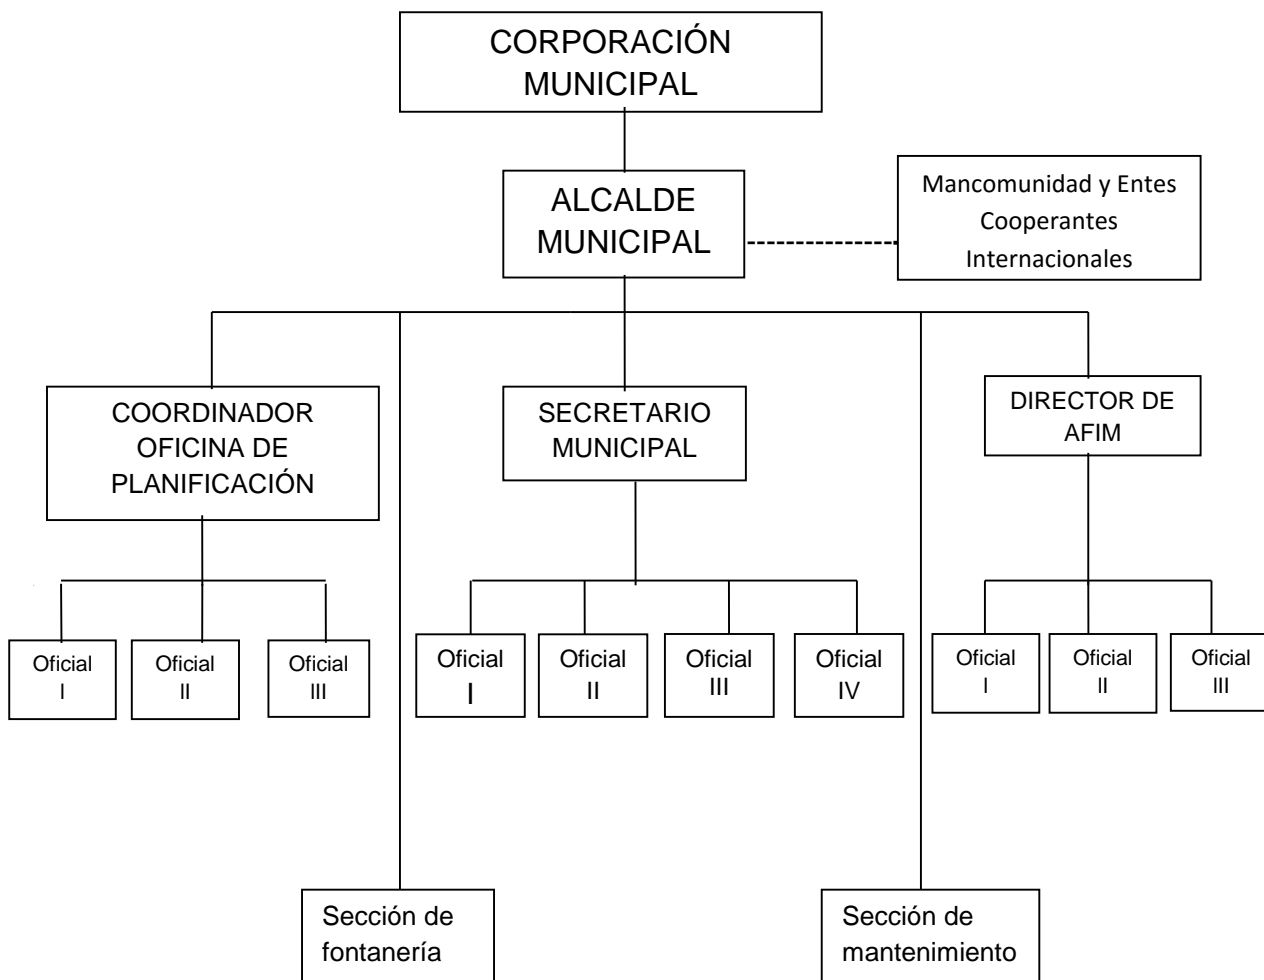 CORPORACIÓN
MUNICIPAL
ALCALDE
MUNICIPAL
Mancomunidad y Entes
Cooperantes
Internacionales
COORDINADOR
OFICINA DE
PLANIFICACIÓN
SECRETARIO
MUNICIPAL
DIRECTOR DE
AFIM
Oficial
I
Oficial
II
Oficial
III
Oficial
I
Oficial
II
Oficial
III
Oficial
IV
Oficial
I
Oficial
II
Oficial
III
Sección de
fontanería
Sección de
mantenimiento